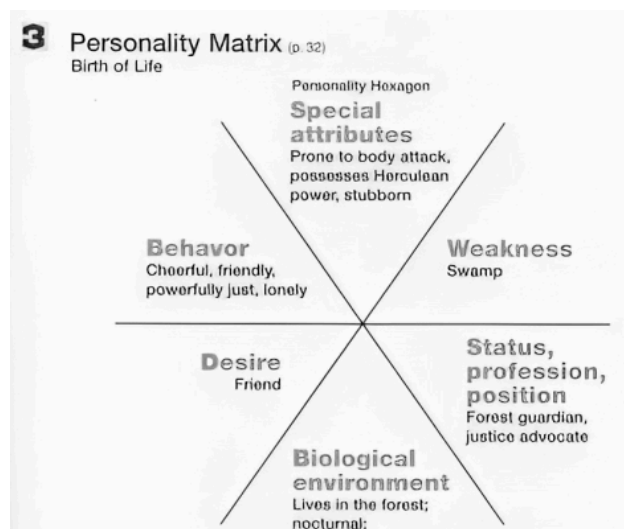 3 Personality Matrix (p. 32)
Birth of Life
Personality Hexagon
Special
attributes
Prone to body attack,
possesses Herculean
power, stubborn
Behavor
Cheerful, friendly,
powerfully just, lonely
Weakness
Swamp
Desire
Friend
Status,
profession,
position
Forest guardian,
justice advocate
Biological
environment
Lives in the forest;
nocturnal;